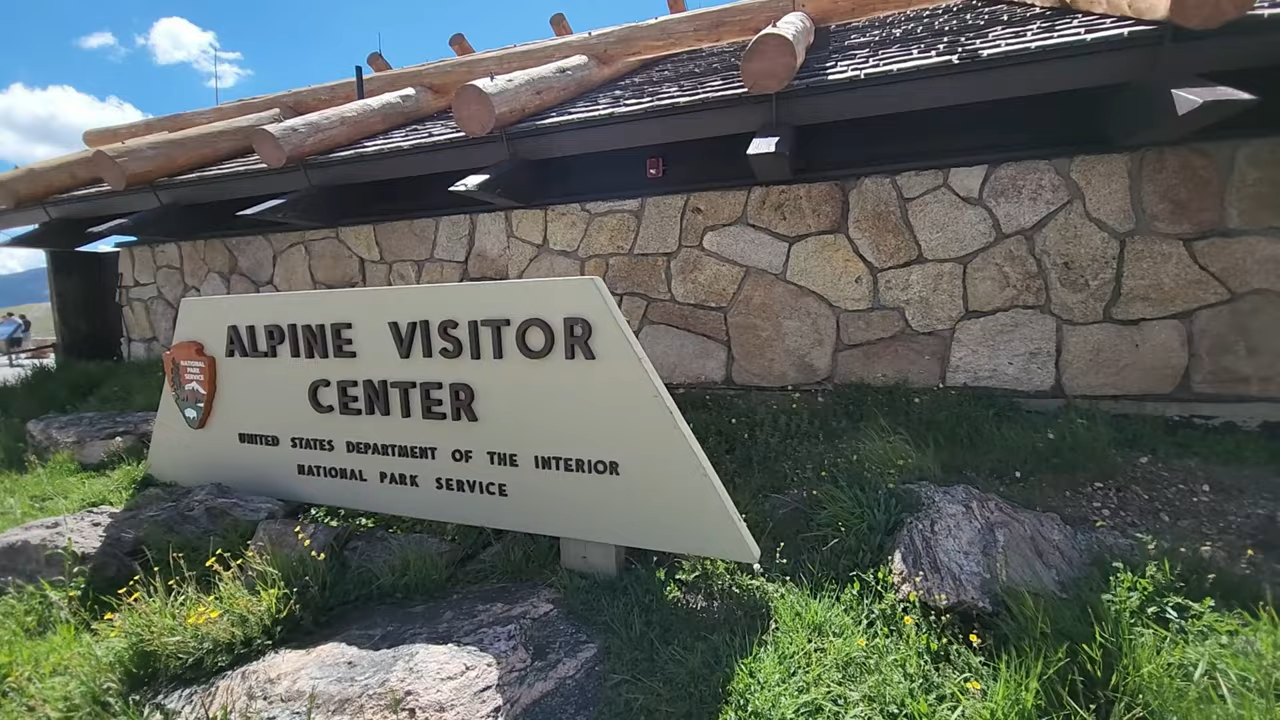 ALPINE VISITOR
CENTER
UNITED STATES DEPARTMENT OF THE INTERIOR
NATIONAL PARK SERVICE
NATIONAL
PARK
SERVICE